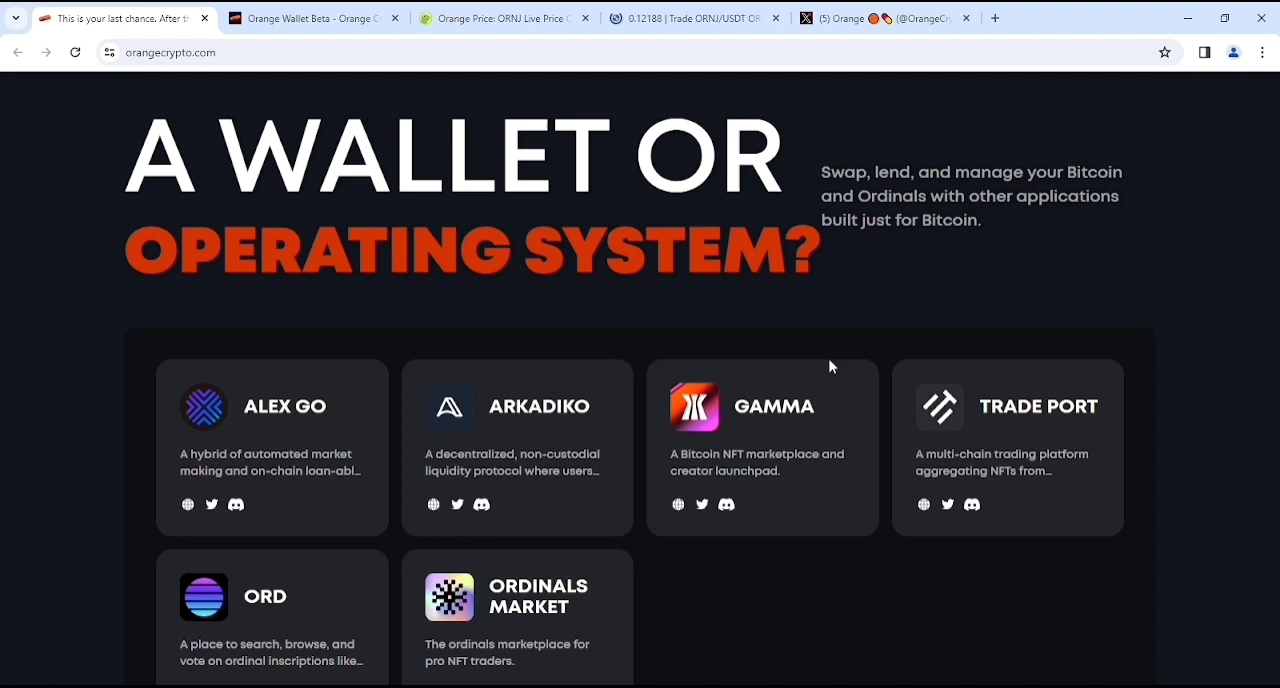 This is your last chance. After th
Orange Wallet Beta - Orange C
Orange Price: ORNJ Live Price C
0.12188 | Trade ORNJ/USDT OR
(5) Orange 🟠💊 (@OrangeCry
orangecrypto.com
A WALLET OR
OPERATING SYSTEM?
Swap, lend, and manage your Bitcoin
and Ordinals with other applications
built just for Bitcoin.
ALEX GO
A hybrid of automated market
making and on-chain loan-abl...
ARKADIKO
A decentralized, non-custodial
liquidity protocol where users...
GAMMA
A Bitcoin NFT marketplace and
creator launchpad.
TRADE PORT
A multi-chain trading platform
aggregating NFTs from...
ORD
A place to search, browse, and
vote on ordinal inscriptions like...
ORDINALS
MARKET
The ordinals marketplace for
pro NFT traders.